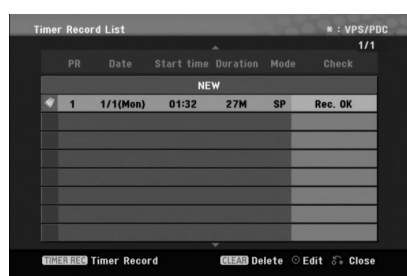 Timer Record List ✱ : VPS/PDC
1/1
PR Date Start time Duration Mode Check
NEW
1 1/1(Mon) 01:32 27M SP Rec. OK
TIMER REC Timer Record CLEAR Delete ⊙ Edit Close